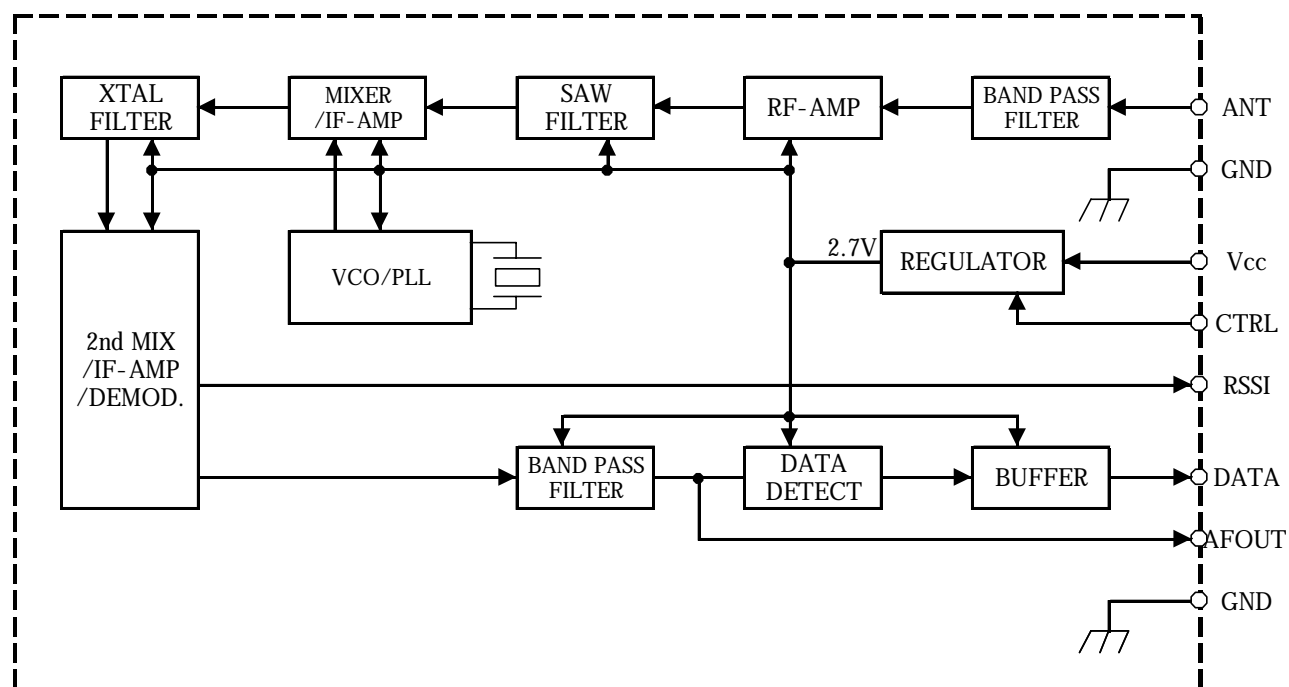 XTAL
FILTER
MIXER
/IF-AMP
SAW
FILTER
RF-AMP
BAND PASS
FILTER
ANT
GND
VCO/PLL
2.7V
REGULATOR
Vcc
CTRL
2nd MIX
/IF-AMP
/DEMOD.
RSSI
BAND PASS
FILTER
DATA
DETECT
BUFFER
DATA
AFOUT
GND